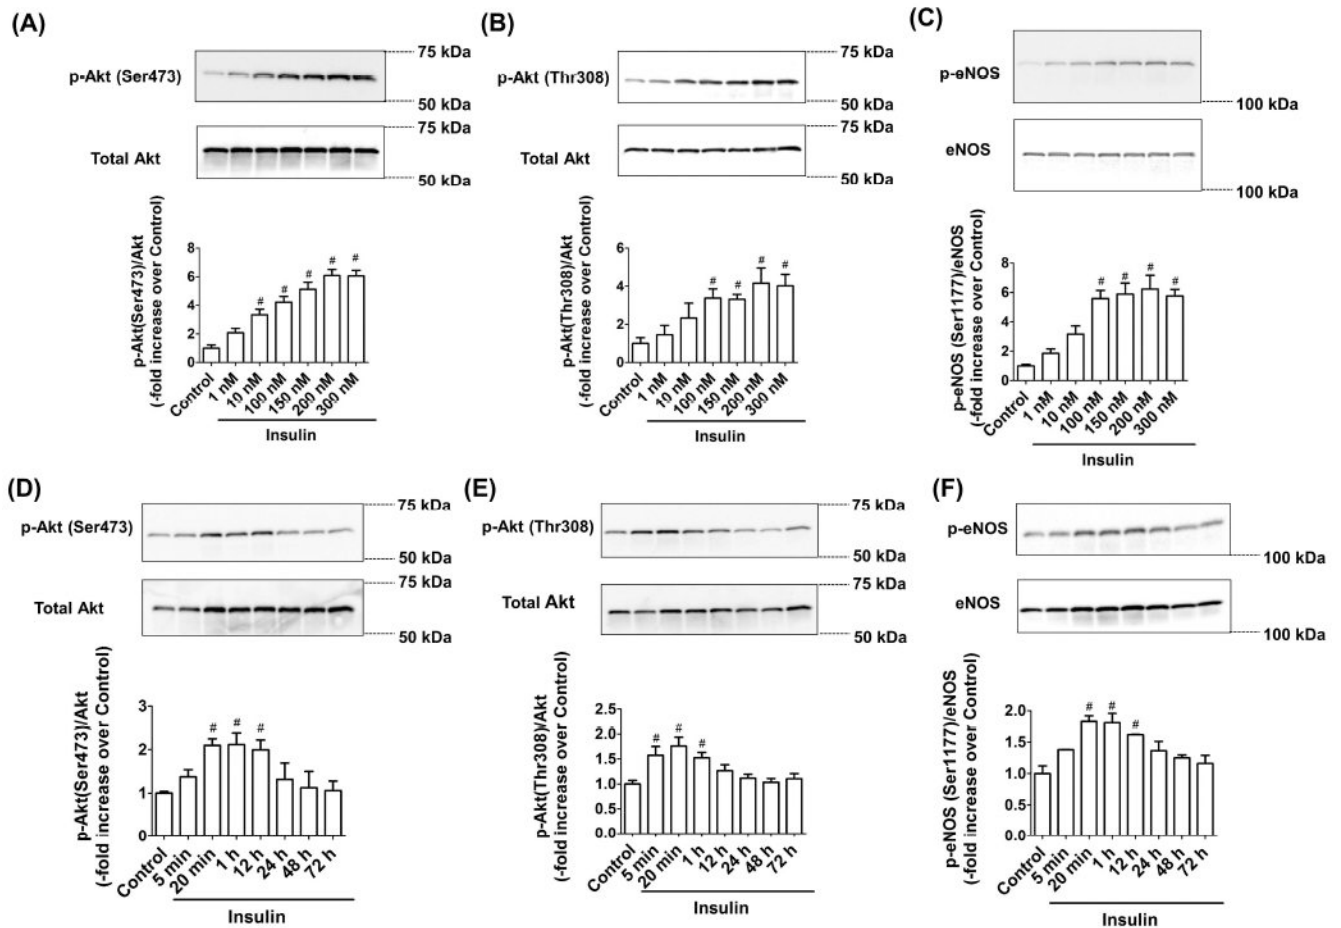 (A)
75 kDa
p-Akt (Ser473)
50 kDa
75 kDa
Total Akt
50 kDa
p-Akt(Ser473)/Akt
(-fold increase over Control)
8
6
4
2
0
# # # # #
Control
1 nM
10 nM
100 nM
150 nM
200 nM
300 nM
Insulin
(B)
75 kDa
p-Akt (Thr308)
50 kDa
75 kDa
Total Akt
50 kDa
p-Akt(Thr308)/Akt
(-fold increase over Control)
6
4
2
0
# # # #
Control
1 nM
10 nM
100 nM
150 nM
200 nM
300 nM
Insulin
(C)
p-eNOS
100 kDa
eNOS
100 kDa
p-eNOS (Ser1177)/eNOS
(-fold increase over Control)
8
6
4
2
0
# # # #
Control
1 nM
10 nM
100 nM
150 nM
200 nM
300 nM
Insulin
(D)
75 kDa
p-Akt (Ser473)
50 kDa
75 kDa
Total Akt
50 kDa
p-Akt(Ser473)/Akt
(-fold increase over Control)
3
2
1
0
# # #
Control
5 min
20 min
1 h
12 h
24 h
48 h
72 h
Insulin
(E)
75 kDa
p-Akt (Thr308)
50 kDa
75 kDa
Total Akt
50 kDa
p-Akt(Thr308)/Akt
(-fold increase over Control)
2.5
2.0
1.5
1.0
0.5
0.0
# # #
Control
5 min
20 min
1 h
12 h
24 h
48 h
72 h
Insulin
(F)
p-eNOS
100 kDa
eNOS
100 kDa
p-eNOS (Ser1177)/eNOS
(-fold increase over Control)
2.0
1.5
1.0
0.5
0.0
# # #
Control
5 min
20 min
1 h
12 h
24 h
48 h
72 h
Insulin